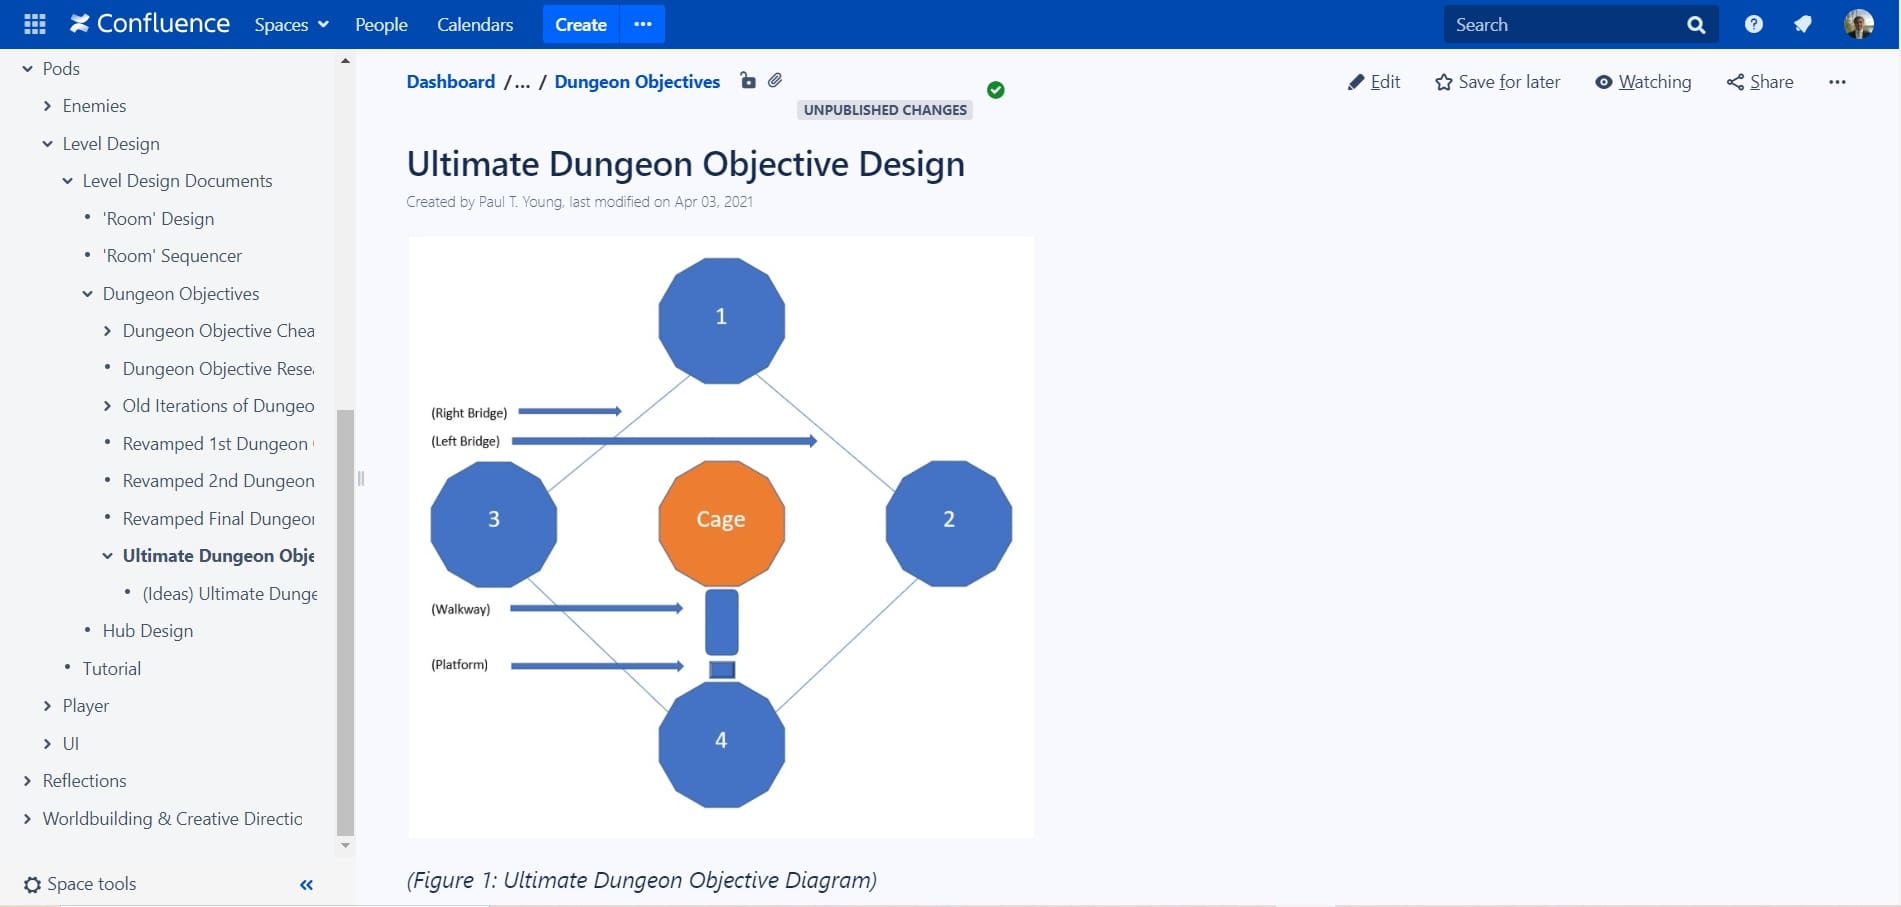 Confluence Spaces People Calendars Create ··· Search
Pods
Enemies
Level Design
Level Design Documents
'Room' Design
'Room' Sequencer
Dungeon Objectives
Dungeon Objective Chea
Dungeon Objective Rese
Old Iterations of Dungeo
Revamped 1st Dungeon
Revamped 2nd Dungeon
Revamped Final Dungeor
Ultimate Dungeon Obje
(Ideas) Ultimate Dunge
Hub Design
Tutorial
Player
UI
Reflections
Worldbuilding & Creative Directio
Space tools
Dashboard /... / Dungeon Objectives
UNPUBLISHED CHANGES
Edit Save for later Watching Share ···
Ultimate Dungeon Objective Design
Created by Paul T. Young, last modified on Apr 03, 2021
1
(Right Bridge)
(Left Bridge)
3 Cage 2
(Walkway)
(Platform)
4
(Figure 1: Ultimate Dungeon Objective Diagram)